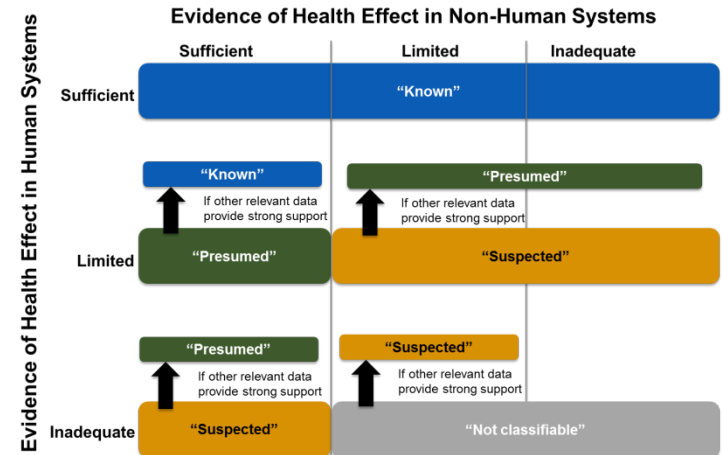 Evidence of Health Effect in Non-Human Systems
Evidence of Health Effect in Human Systems
Sufficient
Limited
Inadequate
Sufficient
“Known”
“Known”
If other relevant data
provide strong support
“Presumed”
If other relevant data
provide strong support
Limited
“Presumed”
“Suspected”
“Presumed”
If other relevant data
provide strong support
“Suspected”
If other relevant data
provide strong support
Inadequate
“Suspected”
“Not classifiable”